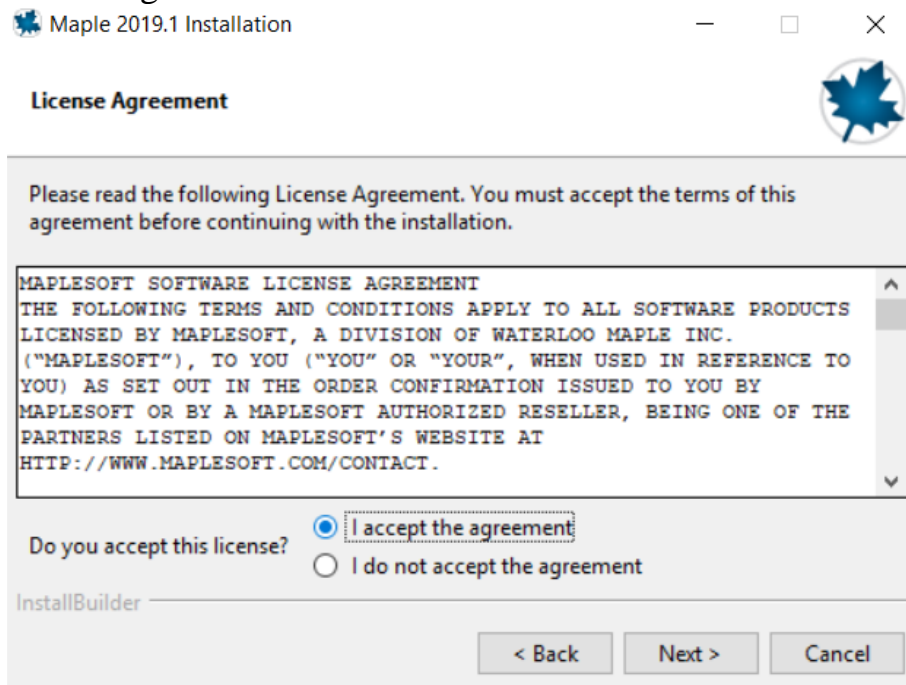 Maple 2019.1 Installation
License Agreement
Please read the following License Agreement. You must accept the terms of this
agreement before continuing with the installation.
MAPLESOFT SOFTWARE LICENSE AGREEMENT
THE FOLLOWING TERMS AND CONDITIONS APPLY TO ALL SOFTWARE PRODUCTS
LICENSED BY MAPLESOFT, A DIVISION OF WATERLOO MAPLE INC.
(“MAPLESOFT”), TO YOU (“YOU” OR “YOUR”, WHEN USED IN REFERENCE TO
YOU) AS SET OUT IN THE ORDER CONFIRMATION ISSUED TO YOU BY
MAPLESOFT OR BY A MAPLESOFT AUTHORIZED RESELLER, BEING ONE OF THE
PARTNERS LISTED ON MAPLESOFT’S WEBSITE AT
HTTP://WWW.MAPLESOFT.COM/CONTACT.
Do you accept this license?
I accept the agreement
I do not accept the agreement
InstallBuilder
< Back Next > Cancel